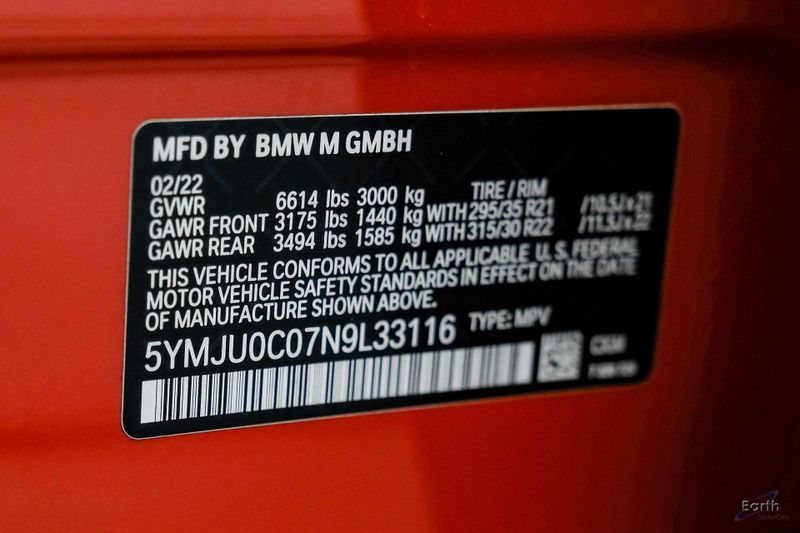 MFD BY BMW M GMBH
02/22 TIRE / RIM
GVWR 6614 lbs 3000 kg
GAWR FRONT 3175 lbs 1440 kg WITH 295/35 R21 /10.5J x 21
GAWR REAR 3494 lbs 1585 kg WITH 315/30 R22 /11.5J x 22
THIS VEHICLE CONFORMS TO ALL APPLICABLE U. S. FEDERAL
MOTOR VEHICLE SAFETY STANDARDS IN EFFECT ON THE DATE
OF MANUFACTURE SHOWN ABOVE.
5YMJU0C07N9L33116 TYPE: MPV
Earth
MotorCars